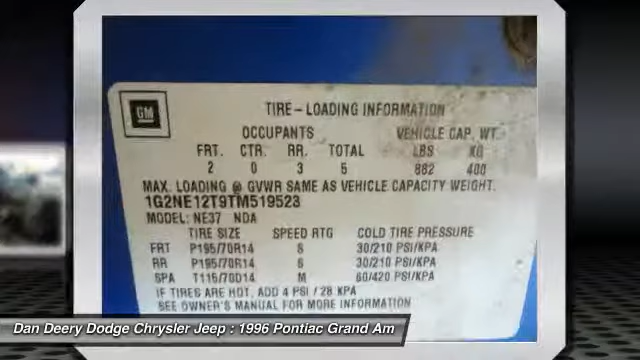 GM
TIRE-LOADING INFORMATION
OCCUPANTS VEHICLE CAP. WT.
FRT. CTR. RR. TOTAL LBS KG
2 0 3 5 882 400
MAX. LOADING @ GVWR SAME AS VEHICLE CAPACITY WEIGHT.
1G2NE12T9TM519523
MODEL: NE37 NDA
TIRE SIZE SPEED RTG COLD TIRE PRESSURE
FRT P195/70R14 S 30/210 PSI/KPA
RR P195/70R14 S 30/210 PSI/KPA
SPA T115/70D14 M 60/420 PSI/KPA
IF TIRES ARE HOT, ADD 4 PSI / 28 KPA
SEE OWNER'S MANUAL FOR MORE INFORMATION
Dan Deery Dodge Chrysler Jeep : 1996 Pontiac Grand Am